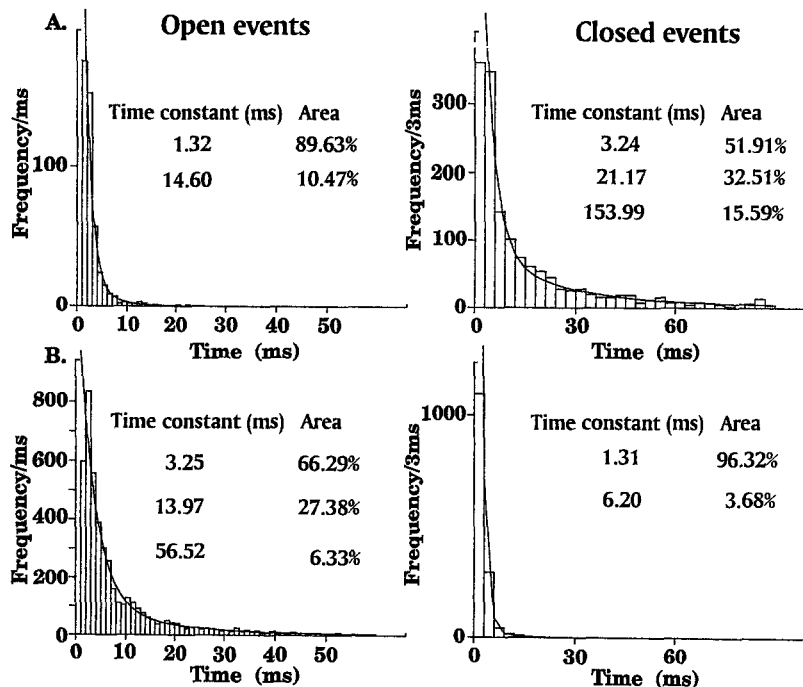 A.
Open events
Frequency/ms
100
0
Time constant (ms) Area
1.32 89.63%
14.60 10.47%
0 10 20 30 40 50
Time (ms)
Closed events
Frequency/3ms
300
200
100
0
Time constant (ms) Area
3.24 51.91%
21.17 32.51%
153.99 15.59%
0 30 60
Time (ms)
B.
Frequency/ms
800
600
400
200
0
Time constant (ms) Area
3.25 66.29%
13.97 27.38%
56.52 6.33%
0 10 20 30 40 50
Time (ms)
Frequency/3ms
1000
0
Time constant (ms) Area
1.31 96.32%
6.20 3.68%
0 30 60
Time (ms)